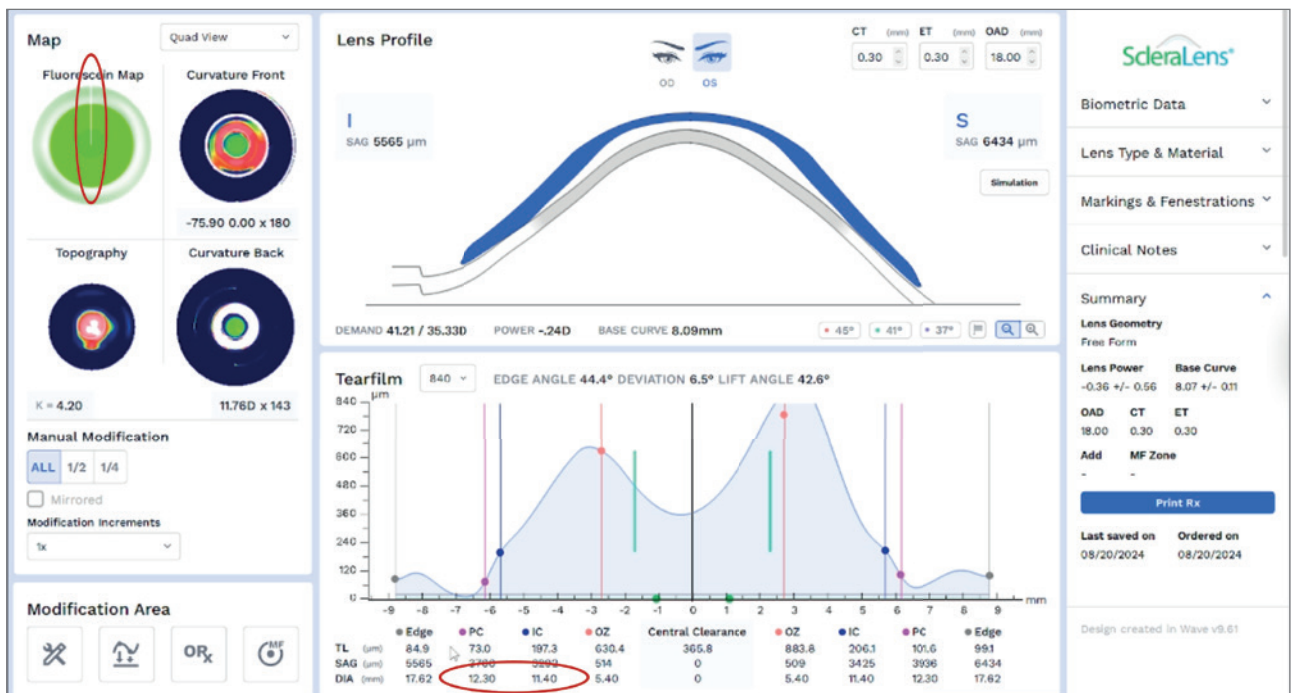 Map
Quad View
Fluorescein Map
Curvature Front
-75.90 0.00 x 180
Topography
Curvature Back
K = 4.20
11.76D x 143
Manual Modification
ALL 1/2 1/4
Mirrored
Modification Increments
1x
Modification Area
ORx
MF
Lens Profile
OD OS
CT (mm) ET (mm) OAD (mm)
0.30 0.30 18.00
I
SAG 5565 µm
S
SAG 6434 µm
Simulation
DEMAND 41.21 / 35.33D POWER -.24D BASE CURVE 8.09mm
45° 41° 37°
Tearfilm 840 EDGE ANGLE 44.4° DEVIATION 6.5° LIFT ANGLE 42.6°
µm
840
720
600
480
360
240
120
0
-9 -8 -7 -6 -5 -4 -3 -2 -1 0 1 2 3 4 5 6 7 8 9 mm
Edge PC IC OZ Central Clearance OZ IC PC Edge
TL (µm) 84.9 73.0 197.3 630.4 365.8 883.8 206.1 101.6 99.1
SAG (µm) 5565 514 0 509 3425 3936 6434
DIA (mm) 17.62 12.30 11.40 5.40 0 5.40 11.40 12.30 17.62
ScleraLens®
Biometric Data
Lens Type & Material
Markings & Fenestrations
Clinical Notes
Summary
Lens Geometry
Free Form
Lens Power Base Curve
-0.36 +/- 0.56 8.07 +/- 0.11
OAD CT ET
18.00 0.30 0.30
Add MF Zone
- -
Print Rx
Last saved on Ordered on
08/20/2024 08/20/2024
Design created in Wave v9.61